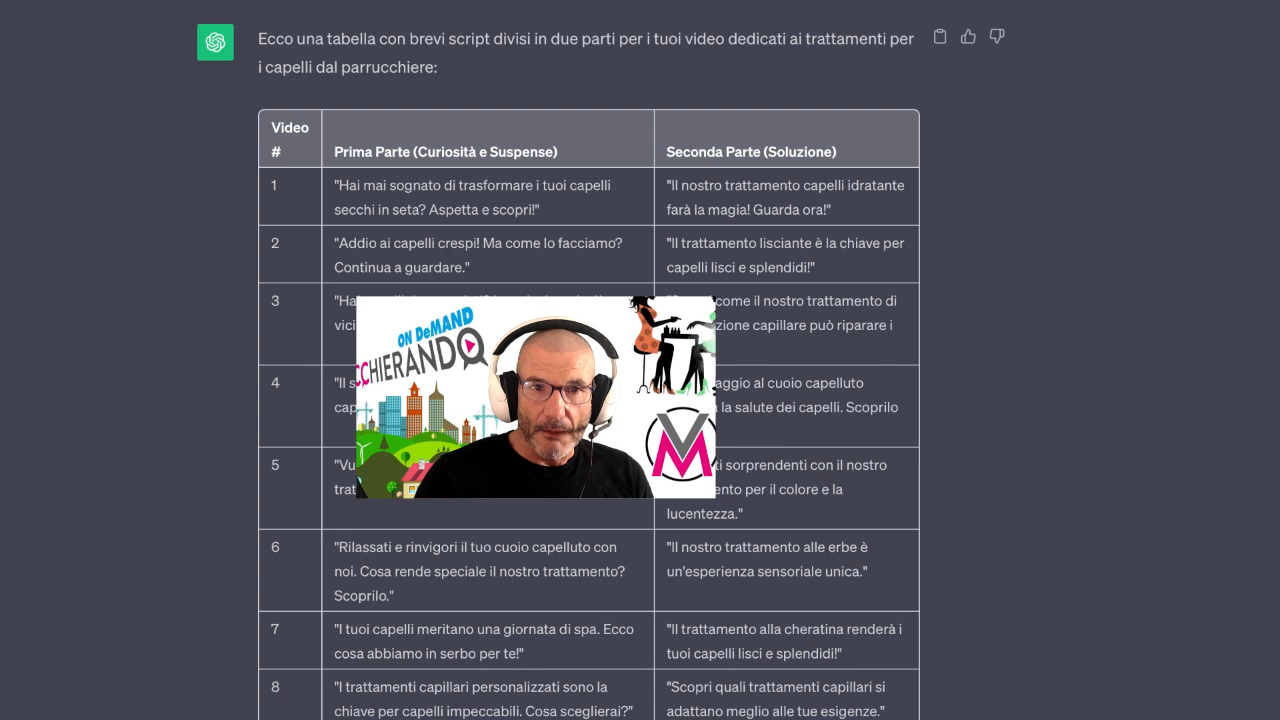 Ecco una tabella con brevi script divisi in due parti per i tuoi video dedicati ai trattamenti per
i capelli dal parrucchiere:
Video
#
Prima Parte (Curiosità e Suspense)
Seconda Parte (Soluzione)
1
"Hai mai sognato di trasformare i tuoi capelli
secchi in seta? Aspetta e scopri!"
"Il nostro trattamento capelli idratante
farà la magia! Guarda ora!"
2
"Addio ai capelli crespi! Ma come lo facciamo?
Continua a guardare."
"Il trattamento lisciante è la chiave per
capelli lisci e splendidi!"
3
come il nostro trattamento di
capillare può riparare i
4
"Il
al cuoio capelluto
la salute dei capelli. Scoprilo
5
sorprendenti con il nostro
per il colore e la
lucentezza."
ON DeMAND
CCHIERANDO
VM
6
"Rilassati e rinvigori il tuo cuoio capelluto con
noi. Cosa rende speciale il nostro trattamento?
Scoprilo."
"Il nostro trattamento alle erbe è
un'esperienza sensoriale unica."
7
"I tuoi capelli meritano una giornata di spa. Ecco
cosa abbiamo in serbo per te!"
"Il trattamento alla cheratina renderà i
tuoi capelli lisci e splendidi!"
8
"I trattamenti capillari personalizzati sono la
chiave per capelli impeccabili. Cosa sceglierai?"
"Scopri quali trattamenti capillari si
adattano meglio alle tue esigenze."